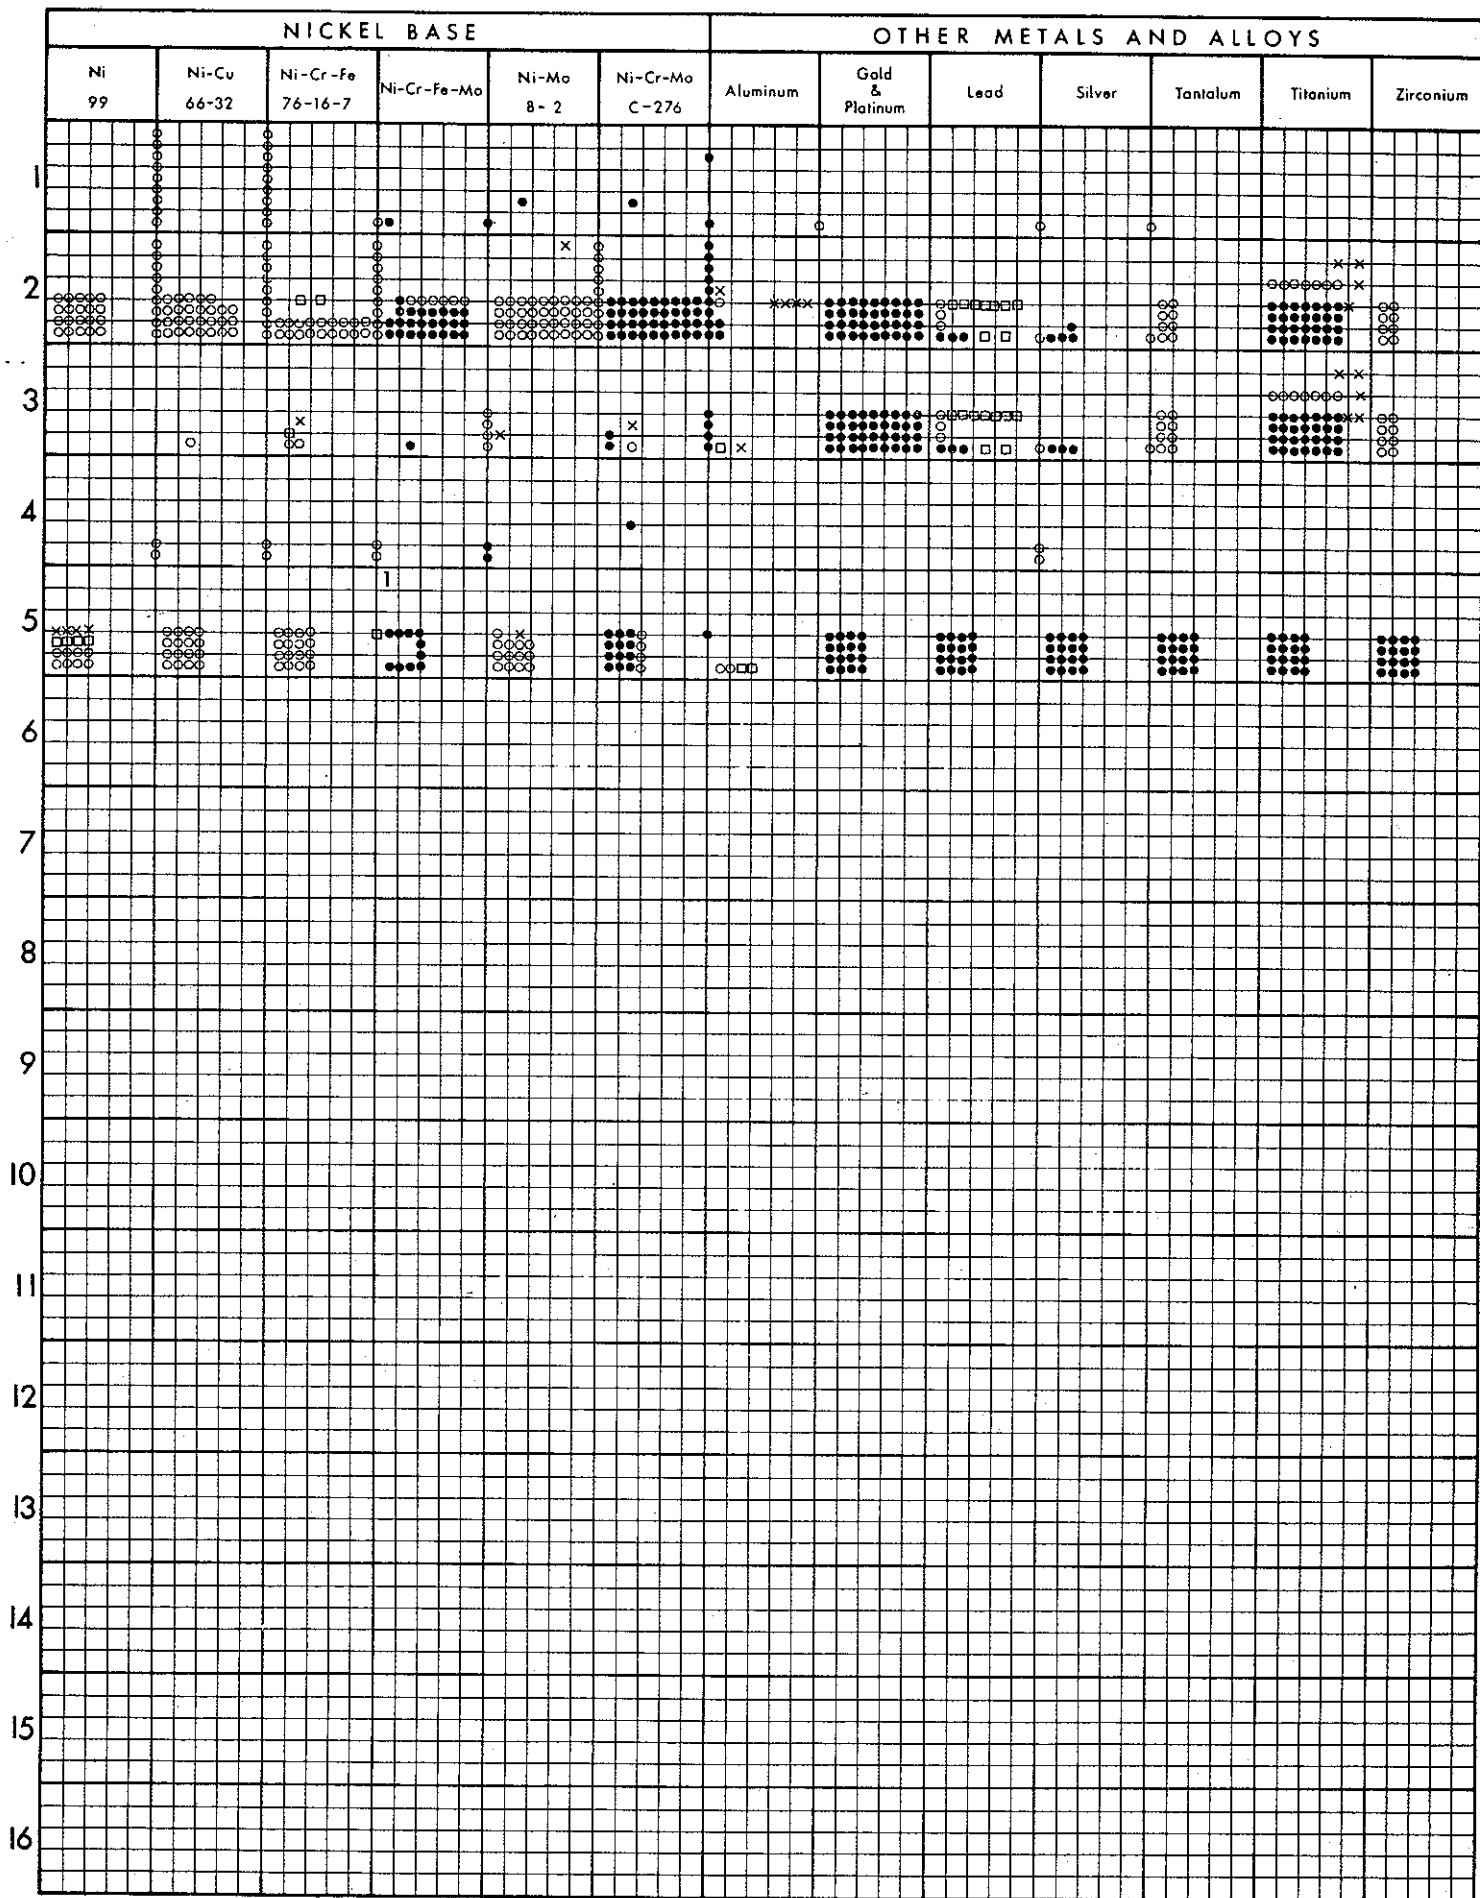 NICKEL BASE
OTHER METALS AND ALLOYS
Ni
99
Ni-Cu
66-32
Ni-Cr-Fe
76-16-7
Ni-Cr-Fe-Mo
Ni-Mo
B-2
Ni-Cr-Mo
C-276
Aluminum
Gold
&
Platinum
Lead
Silver
Tantalum
Titanium
Zirconium
1
2
3
4
1
5
6
7
8
9
10
11
12
13
14
15
16